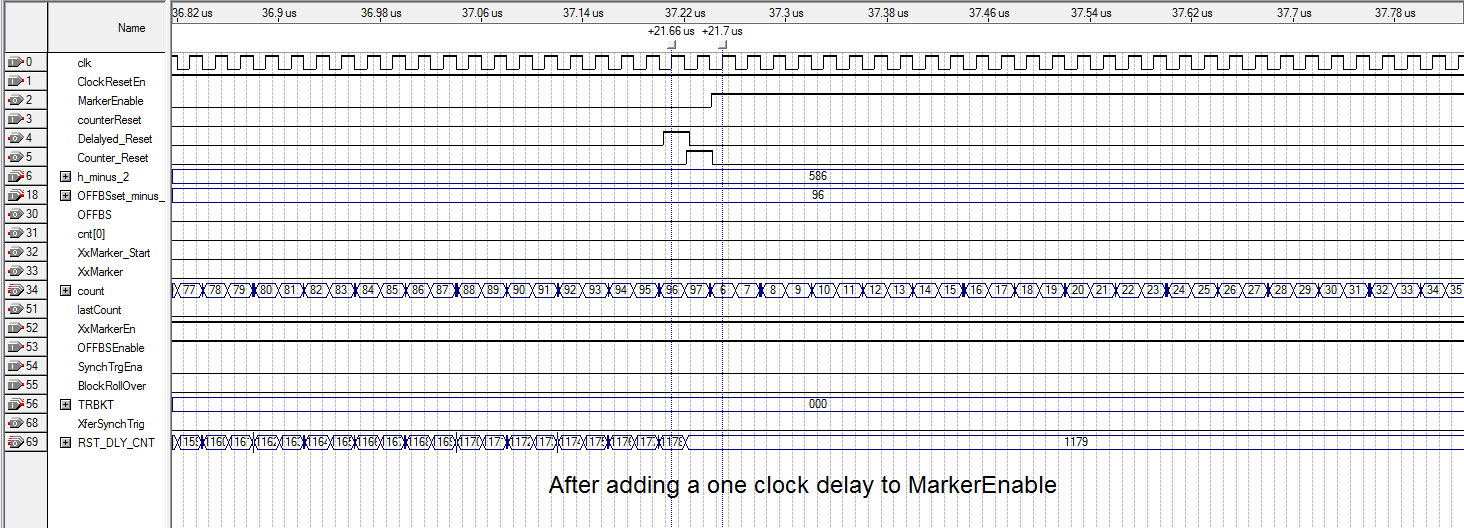 36.82 us 36.9 us 36.98 us 37.06 us 37.14 us 37.22 us 37.3 us 37.38 us 37.46 us 37.54 us 37.62 us 37.7 us 37.78 us
Name
+21.66 us +21.7 us
0 clk
1 ClockResetEn
2 MarkerEnable
3 counterReset
4 Delalyed_Reset
5 Counter_Reset
6 h_minus_2 586
18 OFFBSset_minus_ 96
30 OFFBS
31 cnt[0]
32 XxMarker_Start
33 XxMarker
34 count 77 78 79 80 81 82 83 84 85 86 87 88 89 90 91 92 93 94 95 96 97 6 7 8 9 10 11 12 13 14 15 16 17 18 19 20 21 22 23 24 25 26 27 28 29 30 31 32 33 34 35
51 lastCount
52 XxMarkerEn
53 OFFBSEnable
54 SynchTrgEna
55 BlockRollOver
56 TRBKT 000
68 XferSynchTrig
69 RST_DLY_CNT 1160 1162 1164 1172 1174 1176 1178 1179
After adding a one clock delay to MarkerEnable